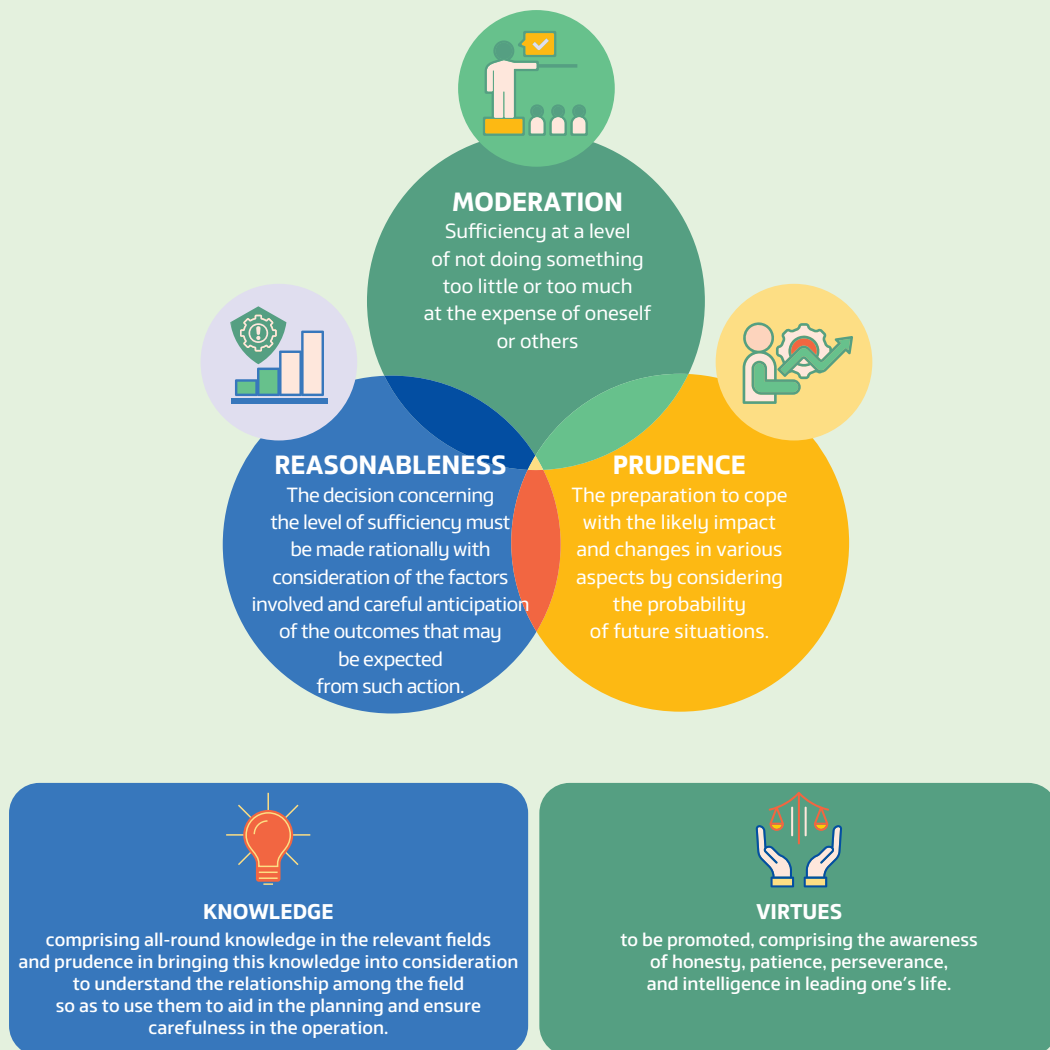 MODERATION
Sufficiency at a level
of not doing something
too little or too much
at the expense of oneself
or others
REASONABLENESS
The decision concerning
the level of sufficiency must
be made rationally with
consideration of the factors
involved and careful anticipation
of the outcomes that may
be expected
from such action.
PRUDENCE
The preparation to cope
with the likely impact
and changes in various
aspects by considering
the probability
of future situations.
KNOWLEDGE
comprising all-round knowledge in the relevant fields
and prudence in bringing this knowledge into consideration
to understand the relationship among the field
so as to use them to aid in the planning and ensure
carefulness in the operation.
VIRTUES
to be promoted, comprising the awareness
of honesty, patience, perseverance,
and intelligence in leading one's life.